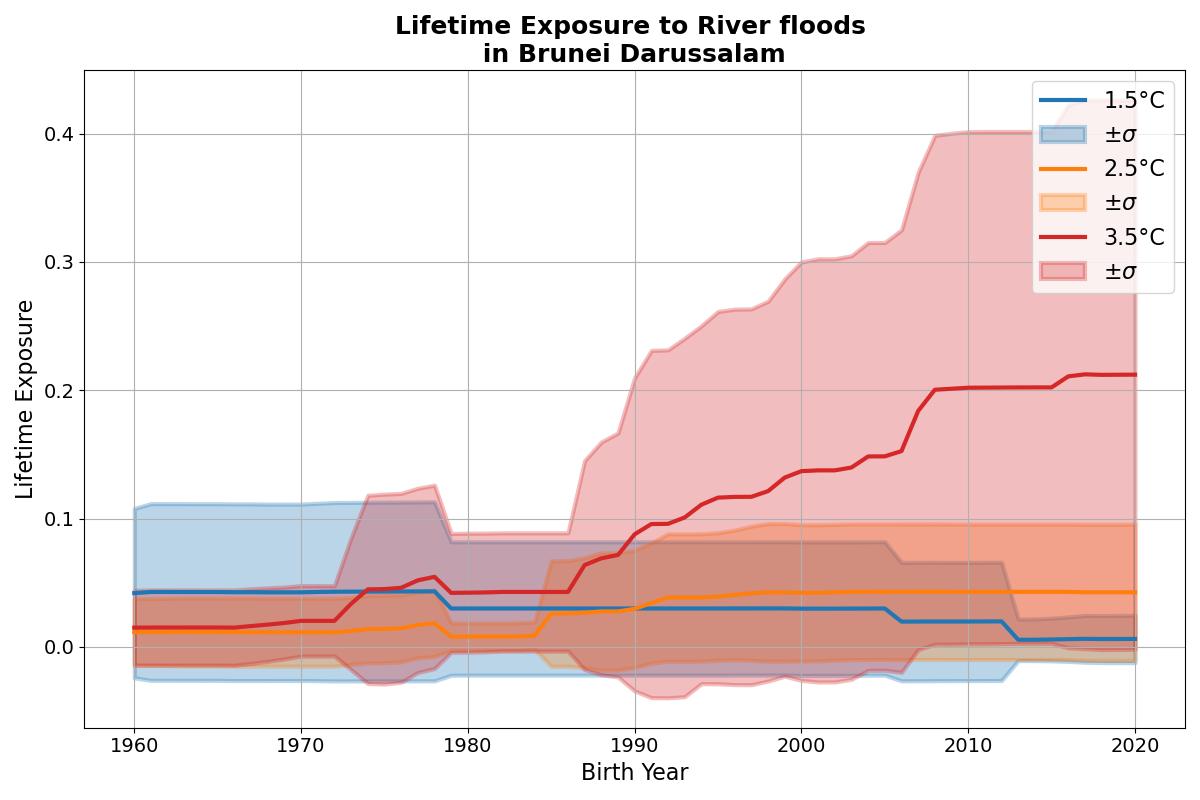 Lifetime Exposure to River floods
in Brunei Darussalam
1.5°C
±σ
2.5°C
±σ
3.5°C
±σ
0.4
0.3
0.2
0.1
0.0
Lifetime Exposure
1960 1970 1980 1990 2000 2010 2020
Birth Year